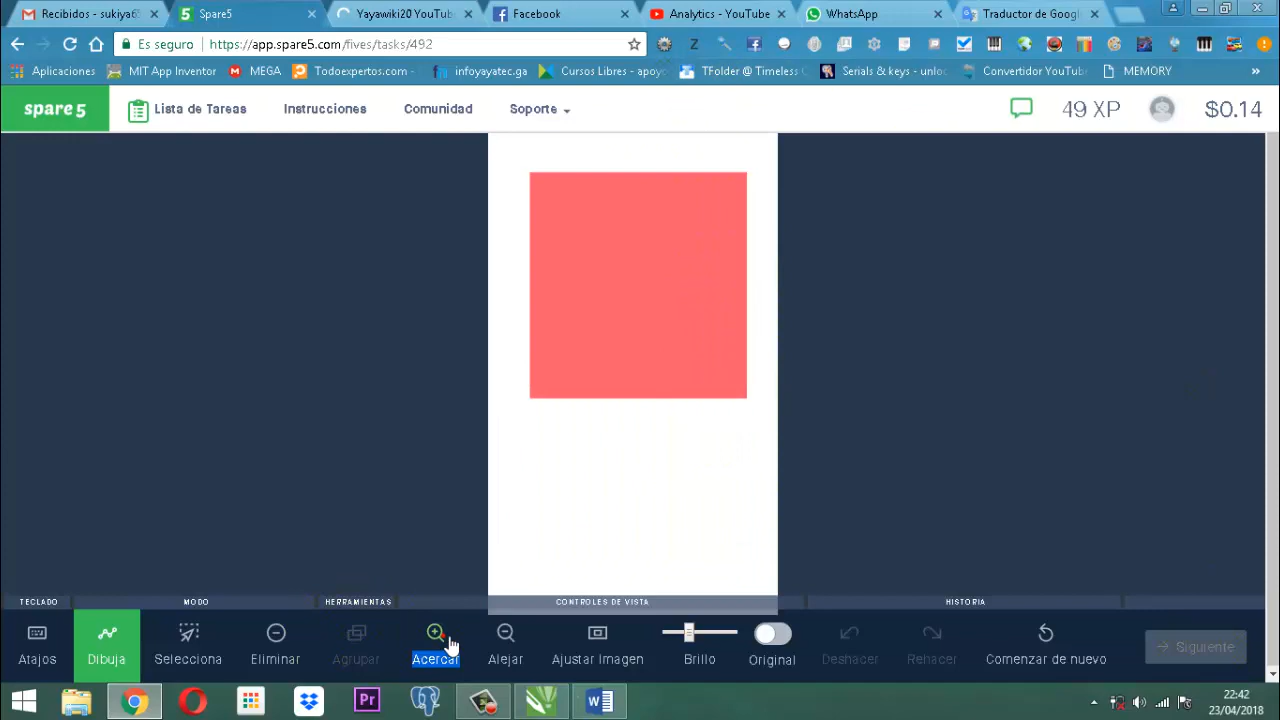 Recibidos - sukiya6 Spare5 Yayawiki20 YouTub Facebook Analytics - YouTube WhatsApp Traductor de Googl
Es seguro https://app.spare5.com/fives/tasks/492
Aplicaciones MIT App Inventor MEGA Todoexpertos.com - infoyayatec.ga Cursos Libres - apoyo TFolder @ Timeless Serials & keys - unloc Convertidor YouTub MEMORY »
spare 5 Lista de Tareas Instrucciones Comunidad Soporte 49 XP $0.14
TECLADO MODO HERRAMIENTAS CONTROLES DE VISTA HISTORIA
Atajos Dibuja Selecciona Eliminar Agrupar Acercar Alejar Ajustar Imagen Brillo Original Deshacer Rehacer Comenzar de nuevo Siguiente
Pr W 22:42
23/04/2018